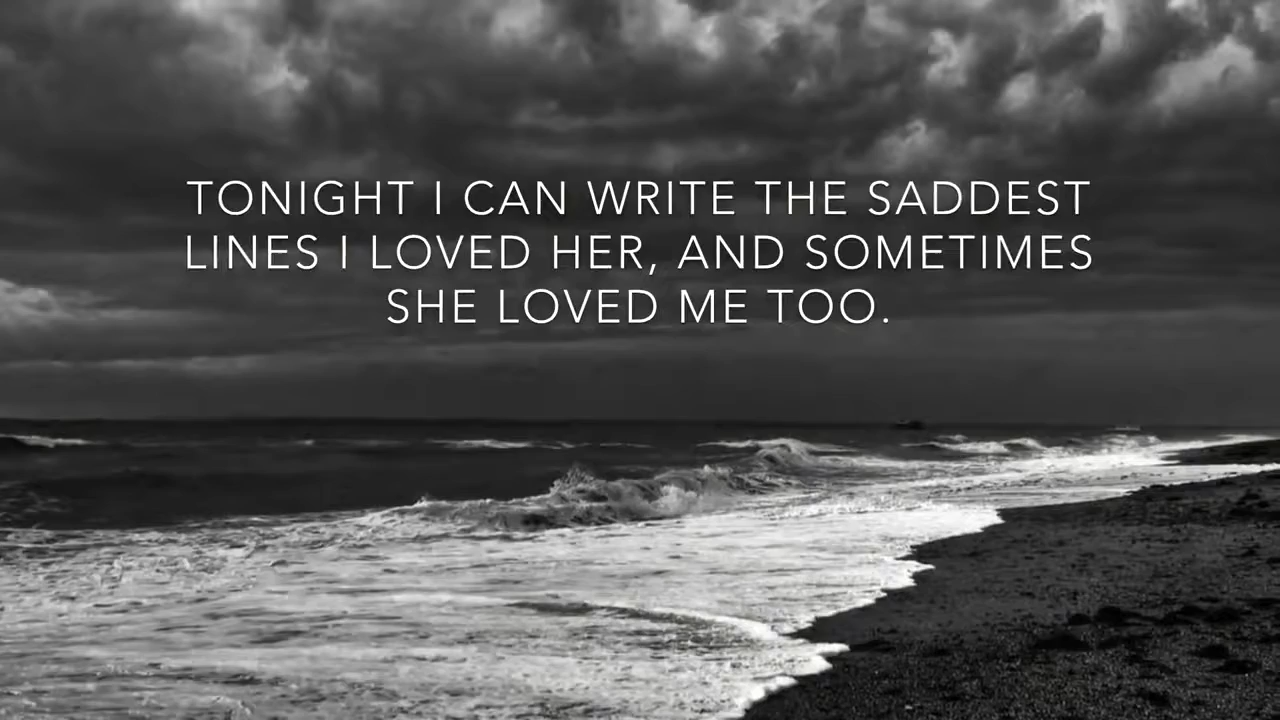 TONIGHT I CAN WRITE THE SADDEST
LINES I LOVED HER, AND SOMETIMES
SHE LOVED ME TOO.